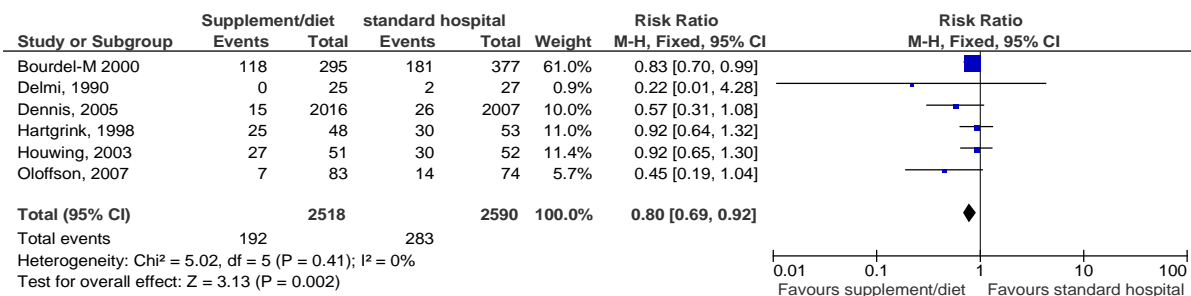 Supplement/diet standard hospital Risk Ratio Risk Ratio
Study or Subgroup Events Total Events Total Weight M-H, Fixed, 95% CI M-H, Fixed, 95% CI
Bourdel-M 2000 118 295 181 377 61.0% 0.83 [0.70, 0.99]
Delmi, 1990 0 25 2 27 0.9% 0.22 [0.01, 4.28]
Dennis, 2005 15 2016 26 2007 10.0% 0.57 [0.31, 1.08]
Hartgrink, 1998 25 48 30 53 11.0% 0.92 [0.64, 1.32]
Houwing, 2003 27 51 30 52 11.4% 0.92 [0.65, 1.30]
Oloffson, 2007 7 83 14 74 5.7% 0.45 [0.19, 1.04]
Total (95% CI) 2518 2590 100.0% 0.80 [0.69, 0.92]
Total events 192 283
Heterogeneity: Chi² = 5.02, df = 5 (P = 0.41); I² = 0%
Test for overall effect: Z = 3.13 (P = 0.002)
0.01 0.1 1 10 100
Favours supplement/diet Favours standard hospital